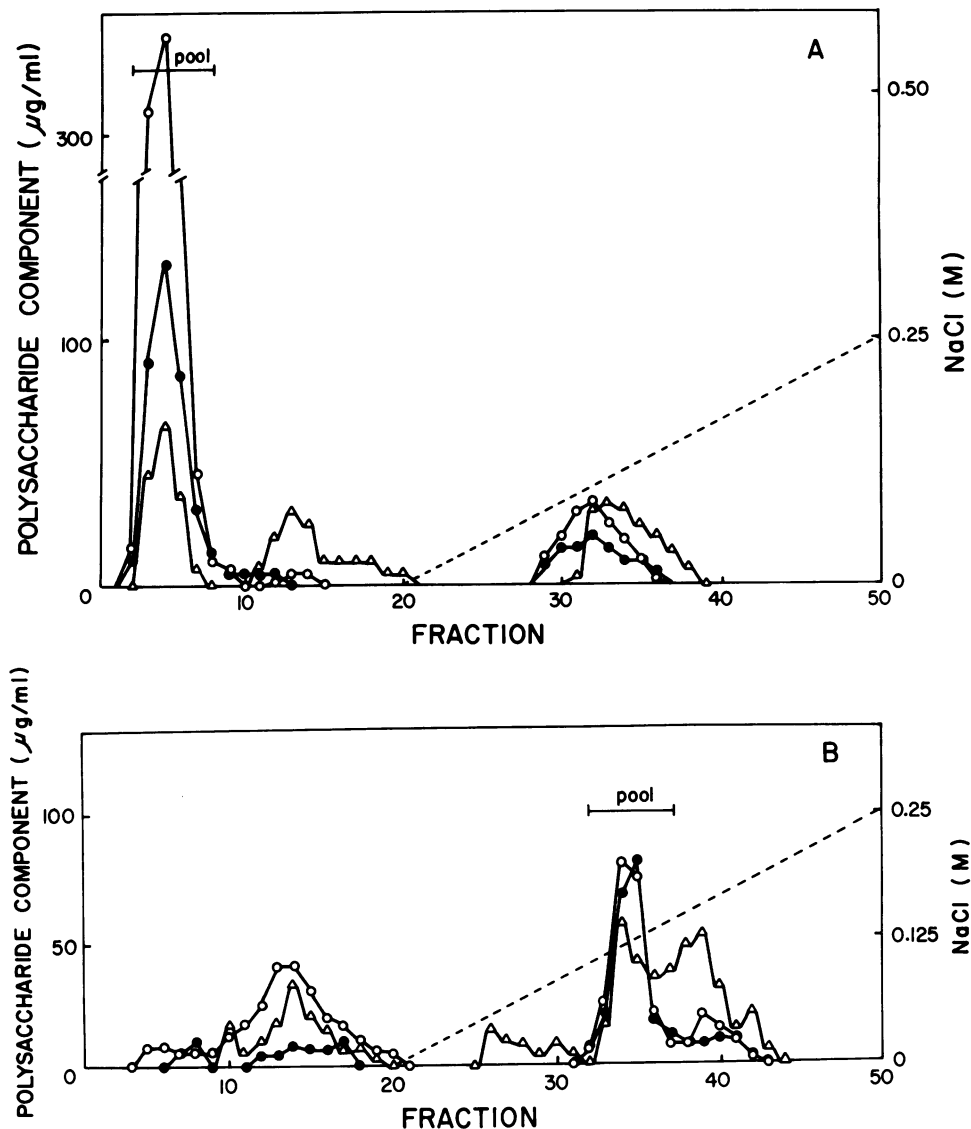 A
pool
POLYSACCHARIDE COMPONENT (μg/ml)
300
100
0
10
20
30
40
50
FRACTION
0.50
0.25
0
NaCl (M)
B
pool
POLYSACCHARIDE COMPONENT (μg/ml)
100
50
0
10
20
30
40
50
FRACTION
0.25
0.125
0
NaCl (M)